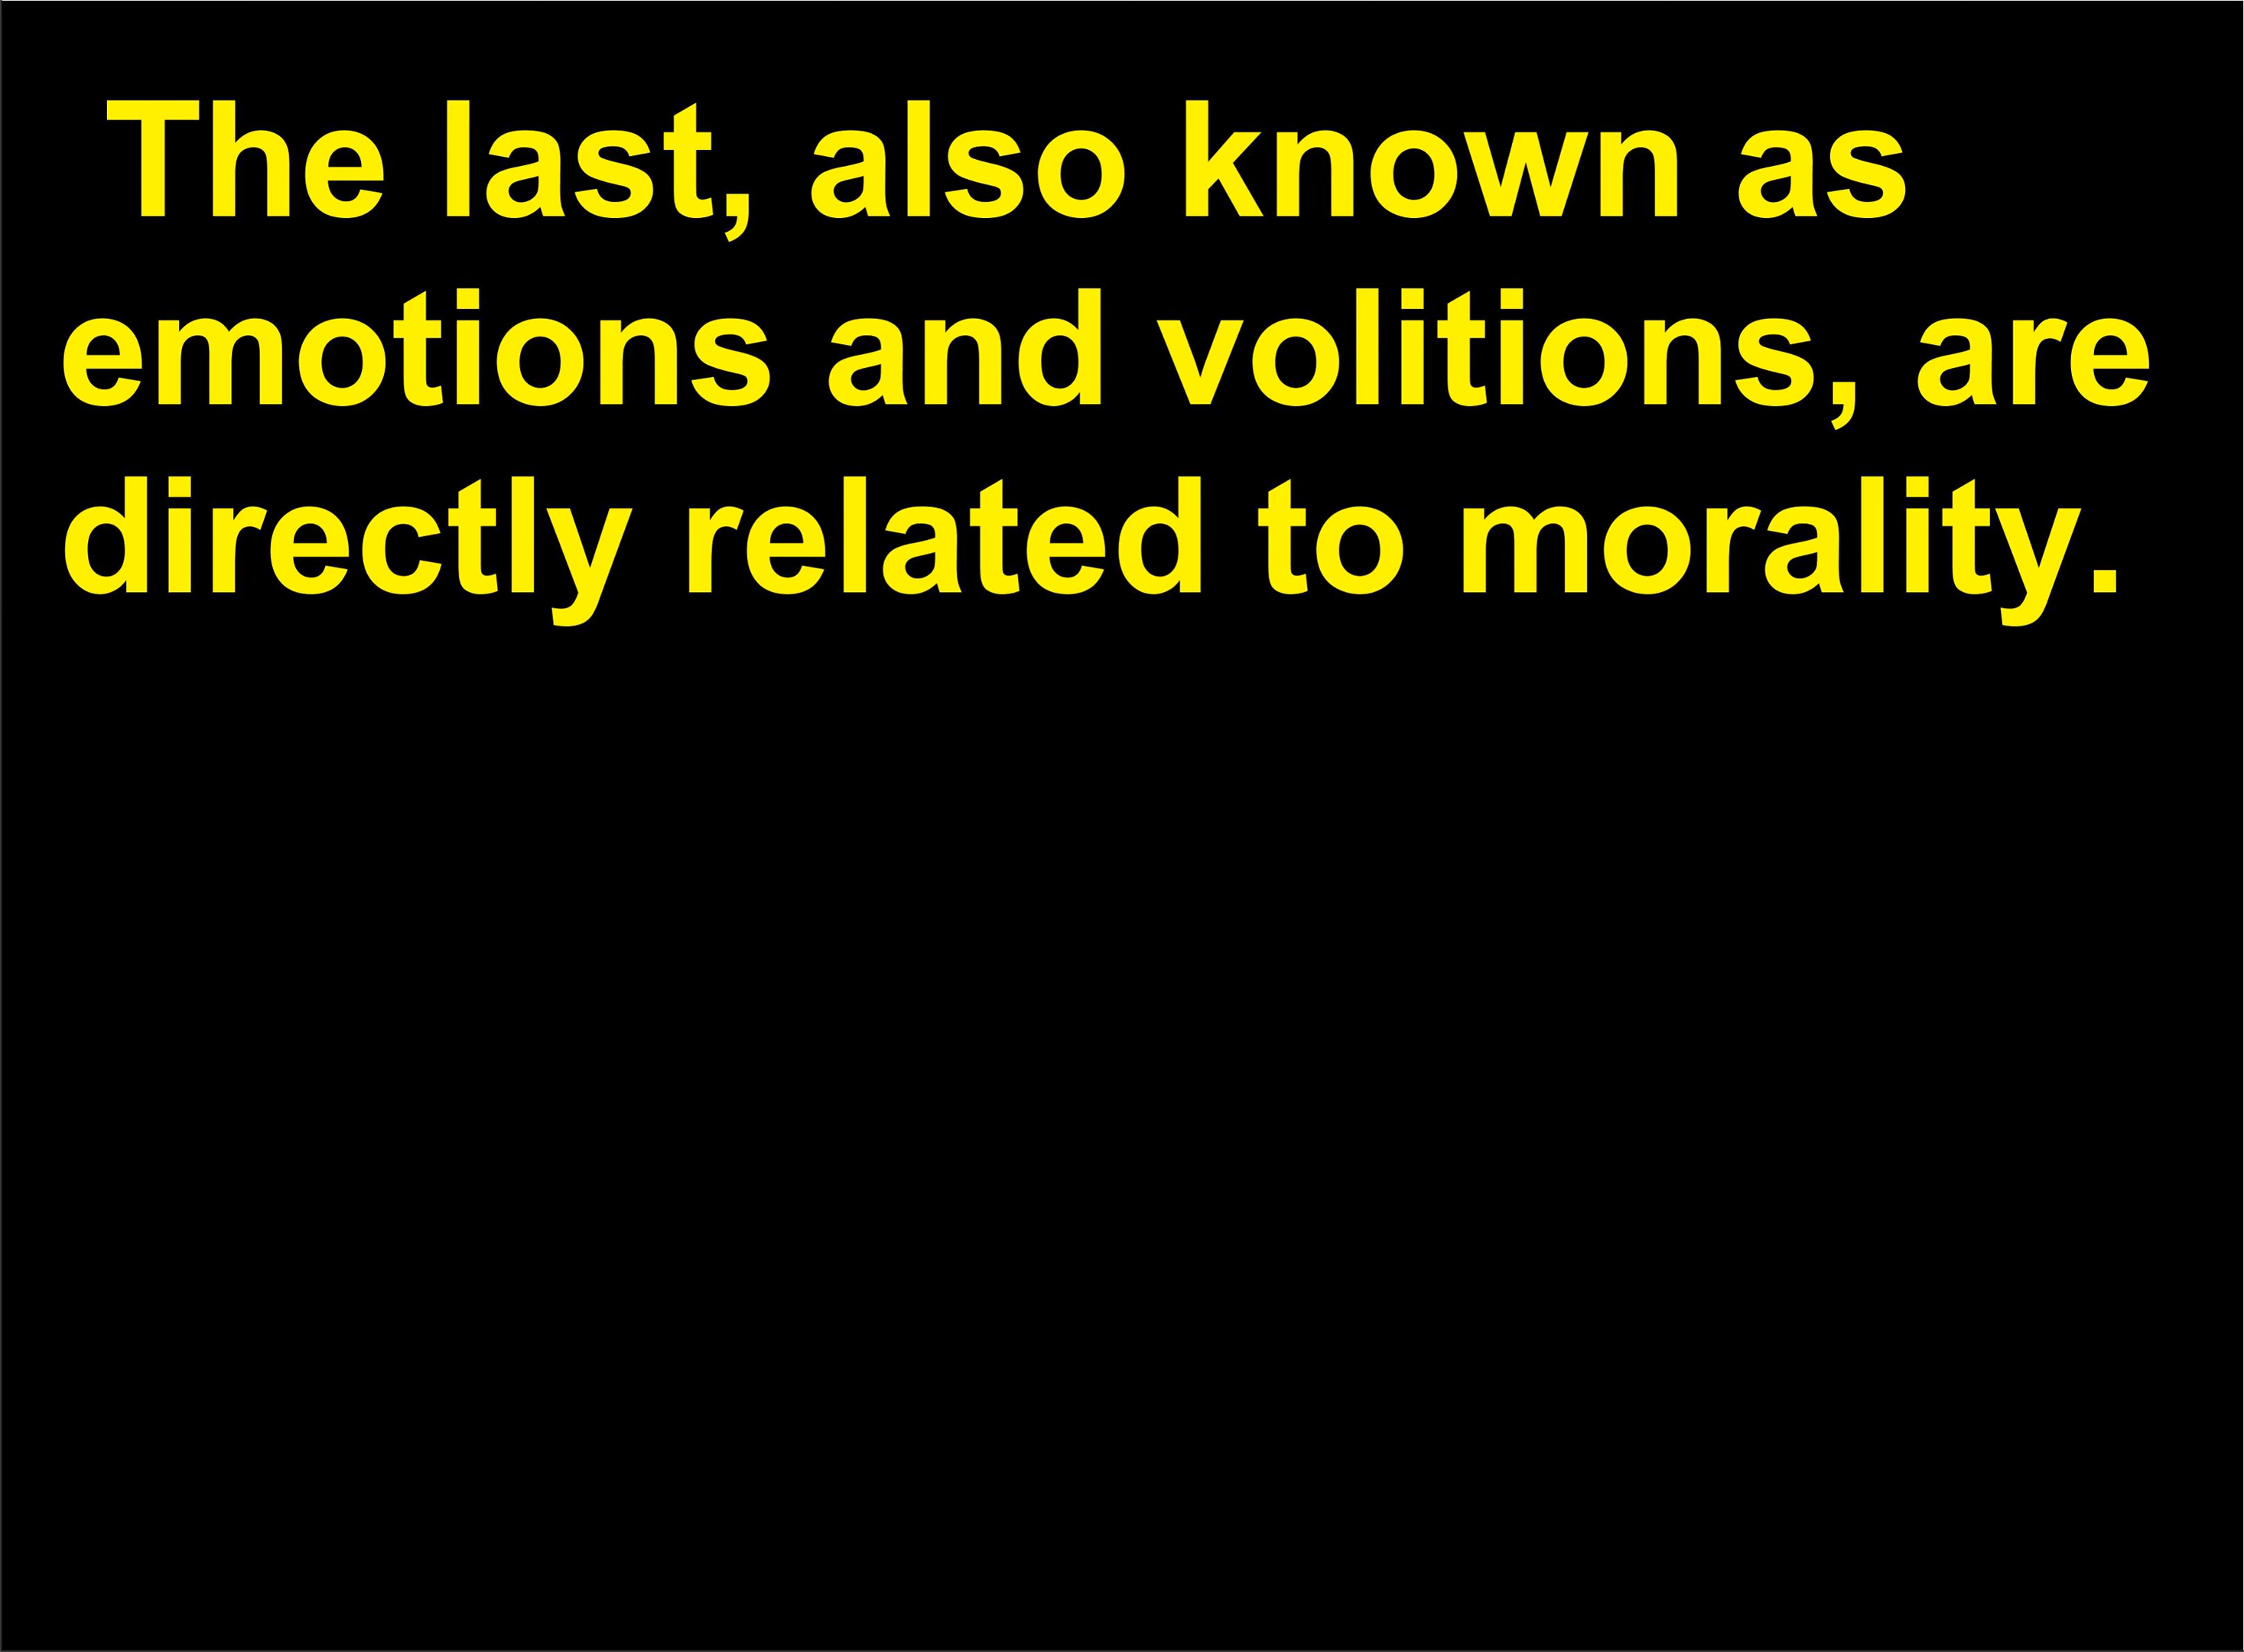 The last, also known as
emotions and volitions, are
directly related to morality.